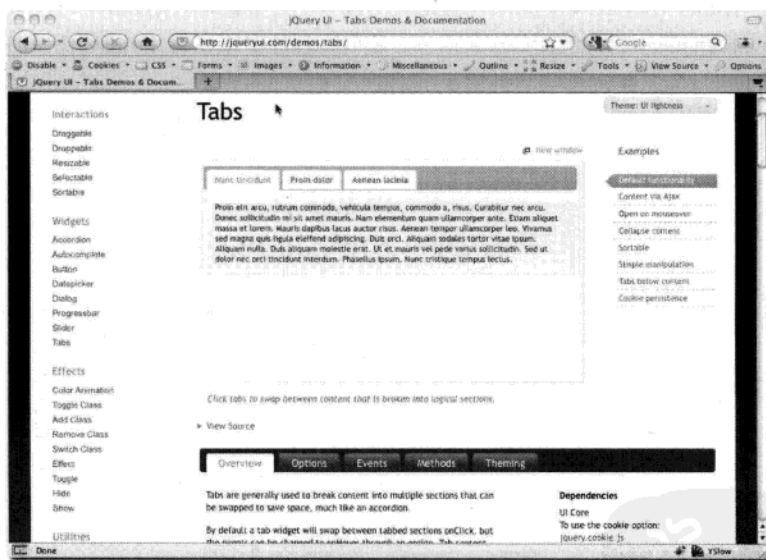 jQuery UI - Tabs Demos & Documentation
http://jqueryui.com/demos/tabs/
Google
Disable Cookies CSS Forms Images Information Miscellaneous Outline Resize Tools View Source Options
jQuery UI - Tabs Demos & Docum... +
Interactions
Draggable
Droppable
Resizable
Selectable
Sortable
Widgets
Accordion
Autocomplete
Button
Datepicker
Dialog
Progressbar
Slider
Tabs
Effects
Color Animation
Toggle Class
Add Class
Remove Class
Switch Class
Effect
Toggle
Hide
Show
Utilities
Tabs
new window
Nunc tincidunt Proin dolor Aenean lacinia
Proin elit arcu, rutrum commodo, vehicula tempus, commodo a, risus. Curabitur nec arcu.
Donec sollicitudin mi sit amet mauris. Nam elementum quam ullamcorper ante. Etiam aliquet
massa et lorem. Mauris dapibus lacus auctor risus. Aenean tempor ullamcorper leo. Vivamus
sed magna quis ligula eleifend adipiscing. Duis orci. Aliquam sodales tortor vitae ipsum.
Aliquam nulla. Duis aliquam molestie erat. Ut et mauris vel pede varius sollicitudin. Sed ut
dolor nec orci tincidunt interdum. Phasellus ipsum. Nunc tristique tempus lectus.
Click tabs to swap between content that is broken into logical sections.
View Source
Overview Options Events Methods Theming
Tabs are generally used to break content into multiple sections that can
be swapped to save space, much like an accordion.
By default a tab widget will swap between tabbed sections onClick, but
the events can be changed to onHover through an option. Tab content
Theme: UI lightness
Examples
Default functionality
Content via Ajax
Open on mouseover
Collapse content
Sortable
Simple manipulation
Tabs below content
Cookie persistence
Dependencies
UI Core
To use the cookie option:
jquery.cookie.js
Done
YSlow